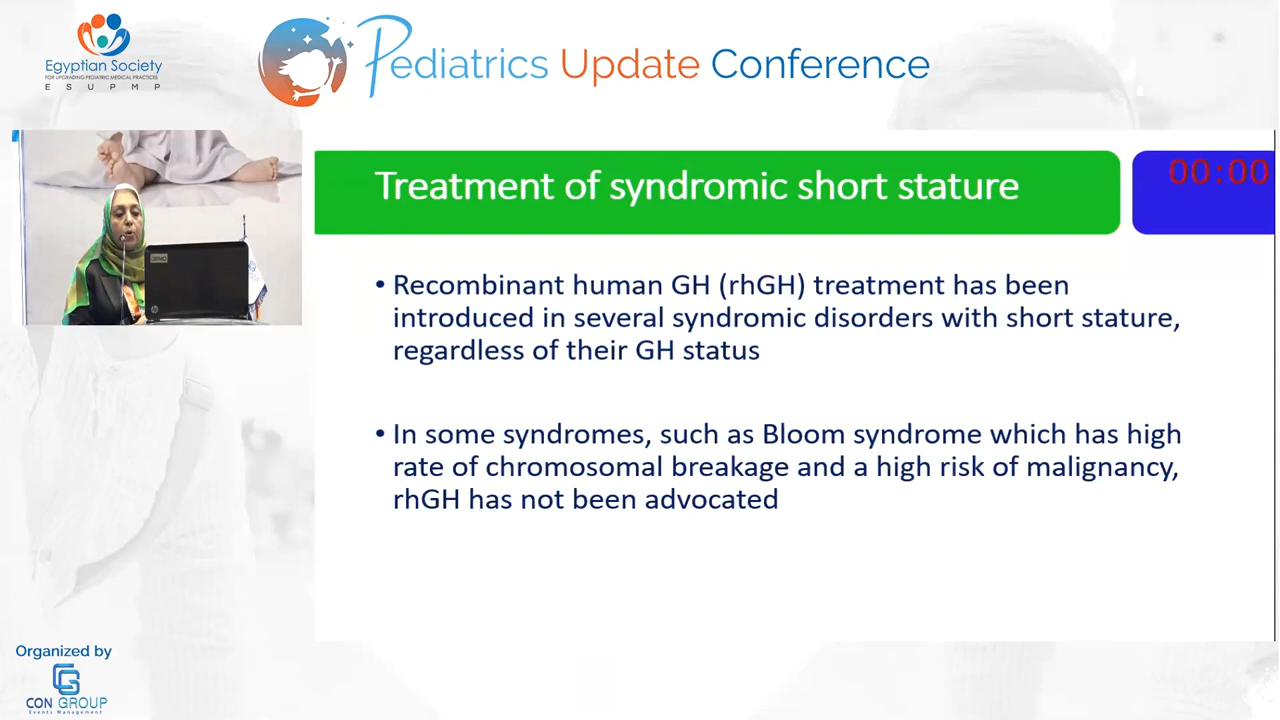 Egyptian Society
FOR UPGRADING PEDIATRIC MEDICAL PRACTICES
E S U P M P
Pediatrics Update Conference
Treatment of syndromic short stature
00:00
• Recombinant human GH (rhGH) treatment has been
introduced in several syndromic disorders with short stature,
regardless of their GH status
• In some syndromes, such as Bloom syndrome which has high
rate of chromosomal breakage and a high risk of malignancy,
rhGH has not been advocated
Organized by
CON GROUP
Events Management